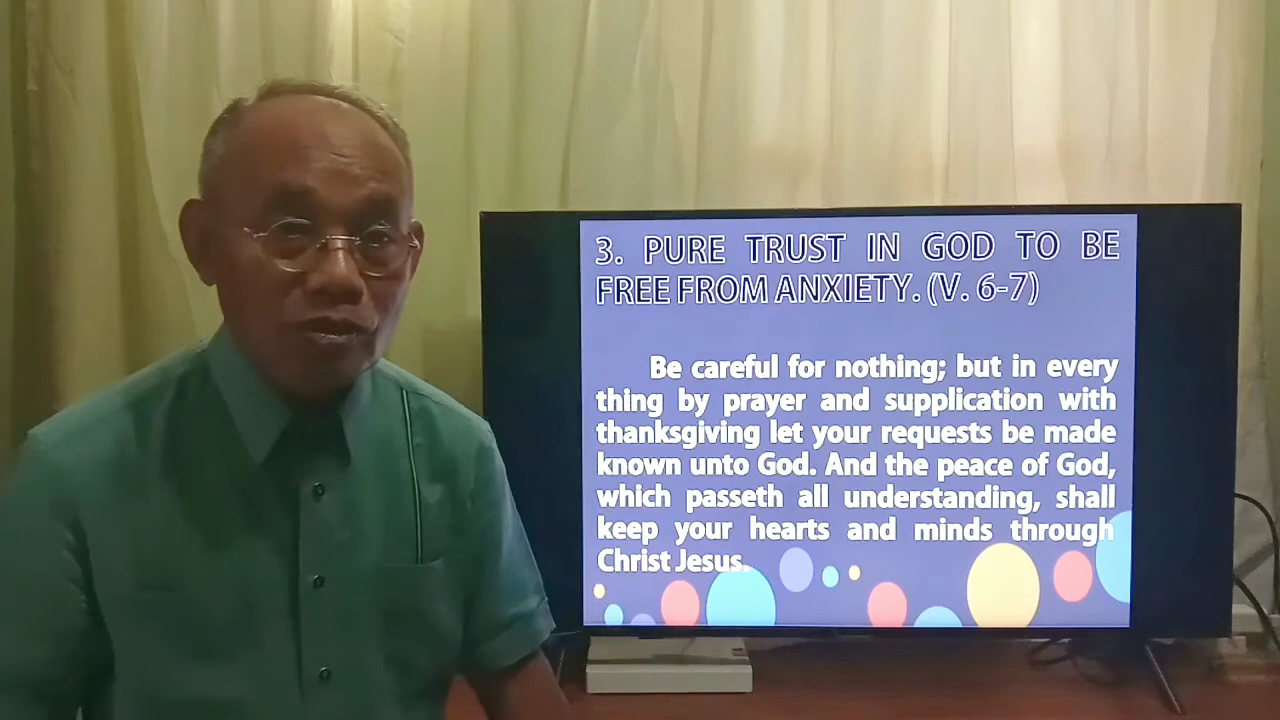 3. PURE TRUST IN GOD TO BE
FREE FROM ANXIETY. (V. 6-7)
Be careful for nothing; but in every
thing by prayer and supplication with
thanksgiving let your requests be made
known unto God. And the peace of God,
which passeth all understanding, shall
keep your hearts and minds through
Christ Jesus.